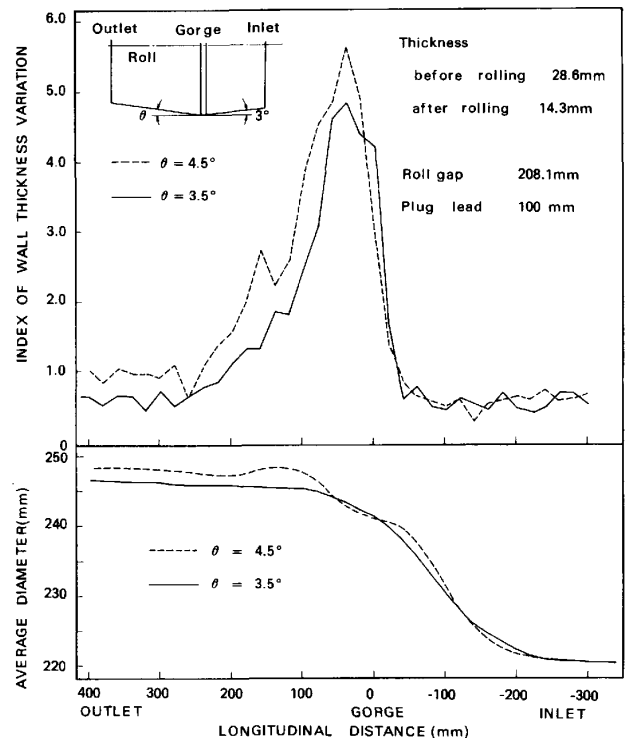 Outlet Gorge Inlet
Roll
θ 3°
θ = 4.5°
θ = 3.5°
Thickness
before rolling 28.6mm
after rolling 14.3mm
Roll gap 208.1mm
Plug lead 100 mm
INDEX OF WALL THICKNESS VARIATION
6.0
5.0
4.0
3.0
2.0
1.0
0
AVERAGE DIAMETER(mm)
250
240
230
220
θ = 4.5°
θ = 3.5°
400 300 200 100 0 -100 -200 -300
OUTLET GORGE INLET
LONGITUDINAL DISTANCE (mm)